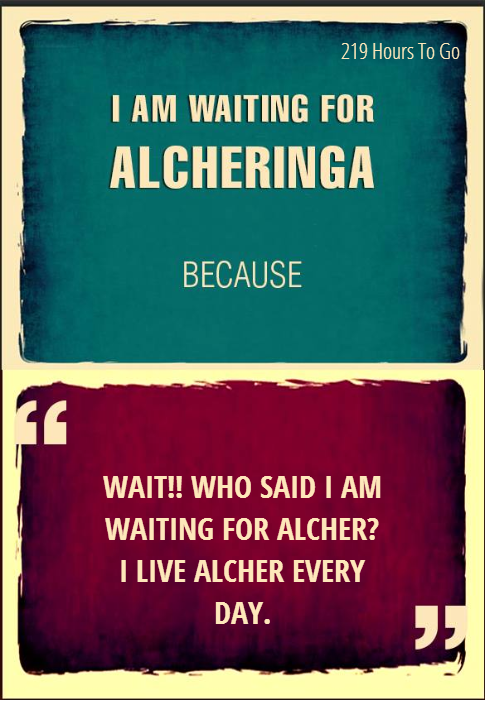 219 Hours To Go
I AM WAITING FOR
ALCHERINGA
BECAUSE
“
WAIT!! WHO SAID I AM
WAITING FOR ALCHER?
I LIVE ALCHER EVERY
DAY.
”